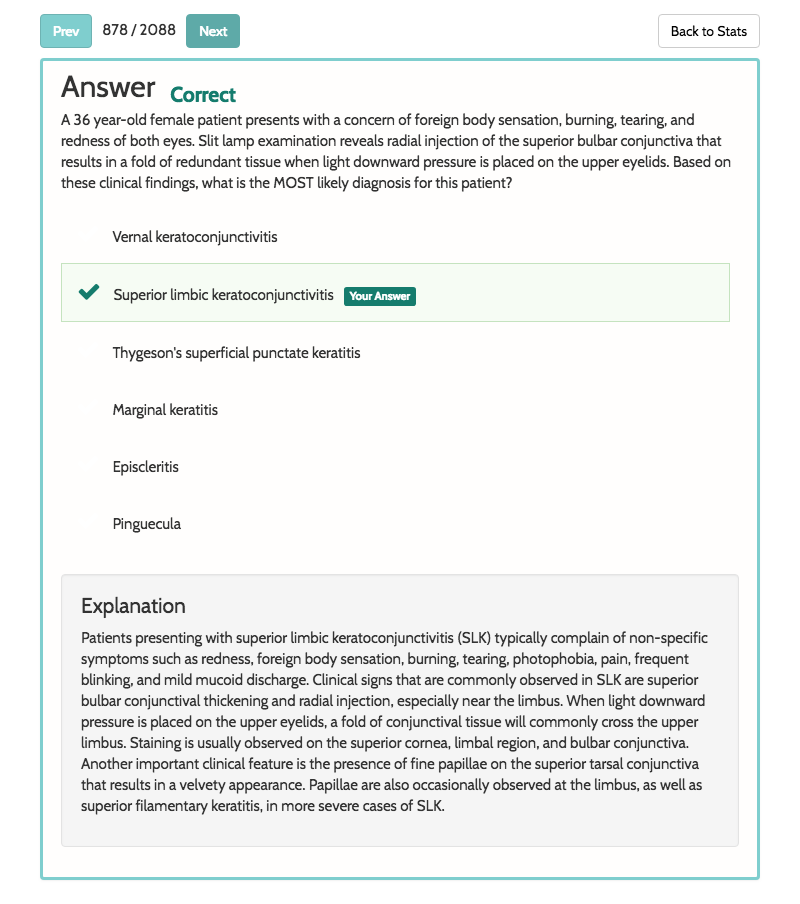 Prev 878 / 2088 Next Back to Stats
Answer Correct
A 36 year-old female patient presents with a concern of foreign body sensation, burning, tearing, and
redness of both eyes. Slit lamp examination reveals radial injection of the superior bulbar conjunctiva that
results in a fold of redundant tissue when light downward pressure is placed on the upper eyelids. Based on
these clinical findings, what is the MOST likely diagnosis for this patient?
Vernal keratoconjunctivitis
Superior limbic keratoconjunctivitis Your Answer
Thygeson's superficial punctate keratitis
Marginal keratitis
Episcleritis
Pinguecula
Explanation
Patients presenting with superior limbic keratoconjunctivitis (SLK) typically complain of non-specific
symptoms such as redness, foreign body sensation, burning, tearing, photophobia, pain, frequent
blinking, and mild mucoid discharge. Clinical signs that are commonly observed in SLK are superior
bulbar conjunctival thickening and radial injection, especially near the limbus. When light downward
pressure is placed on the upper eyelids, a fold of conjunctival tissue will commonly cross the upper
limbus. Staining is usually observed on the superior cornea, limbal region, and bulbar conjunctiva.
Another important clinical feature is the presence of fine papillae on the superior tarsal conjunctiva
that results in a velvety appearance. Papillae are also occasionally observed at the limbus, as well as
superior filamentary keratitis, in more severe cases of SLK.